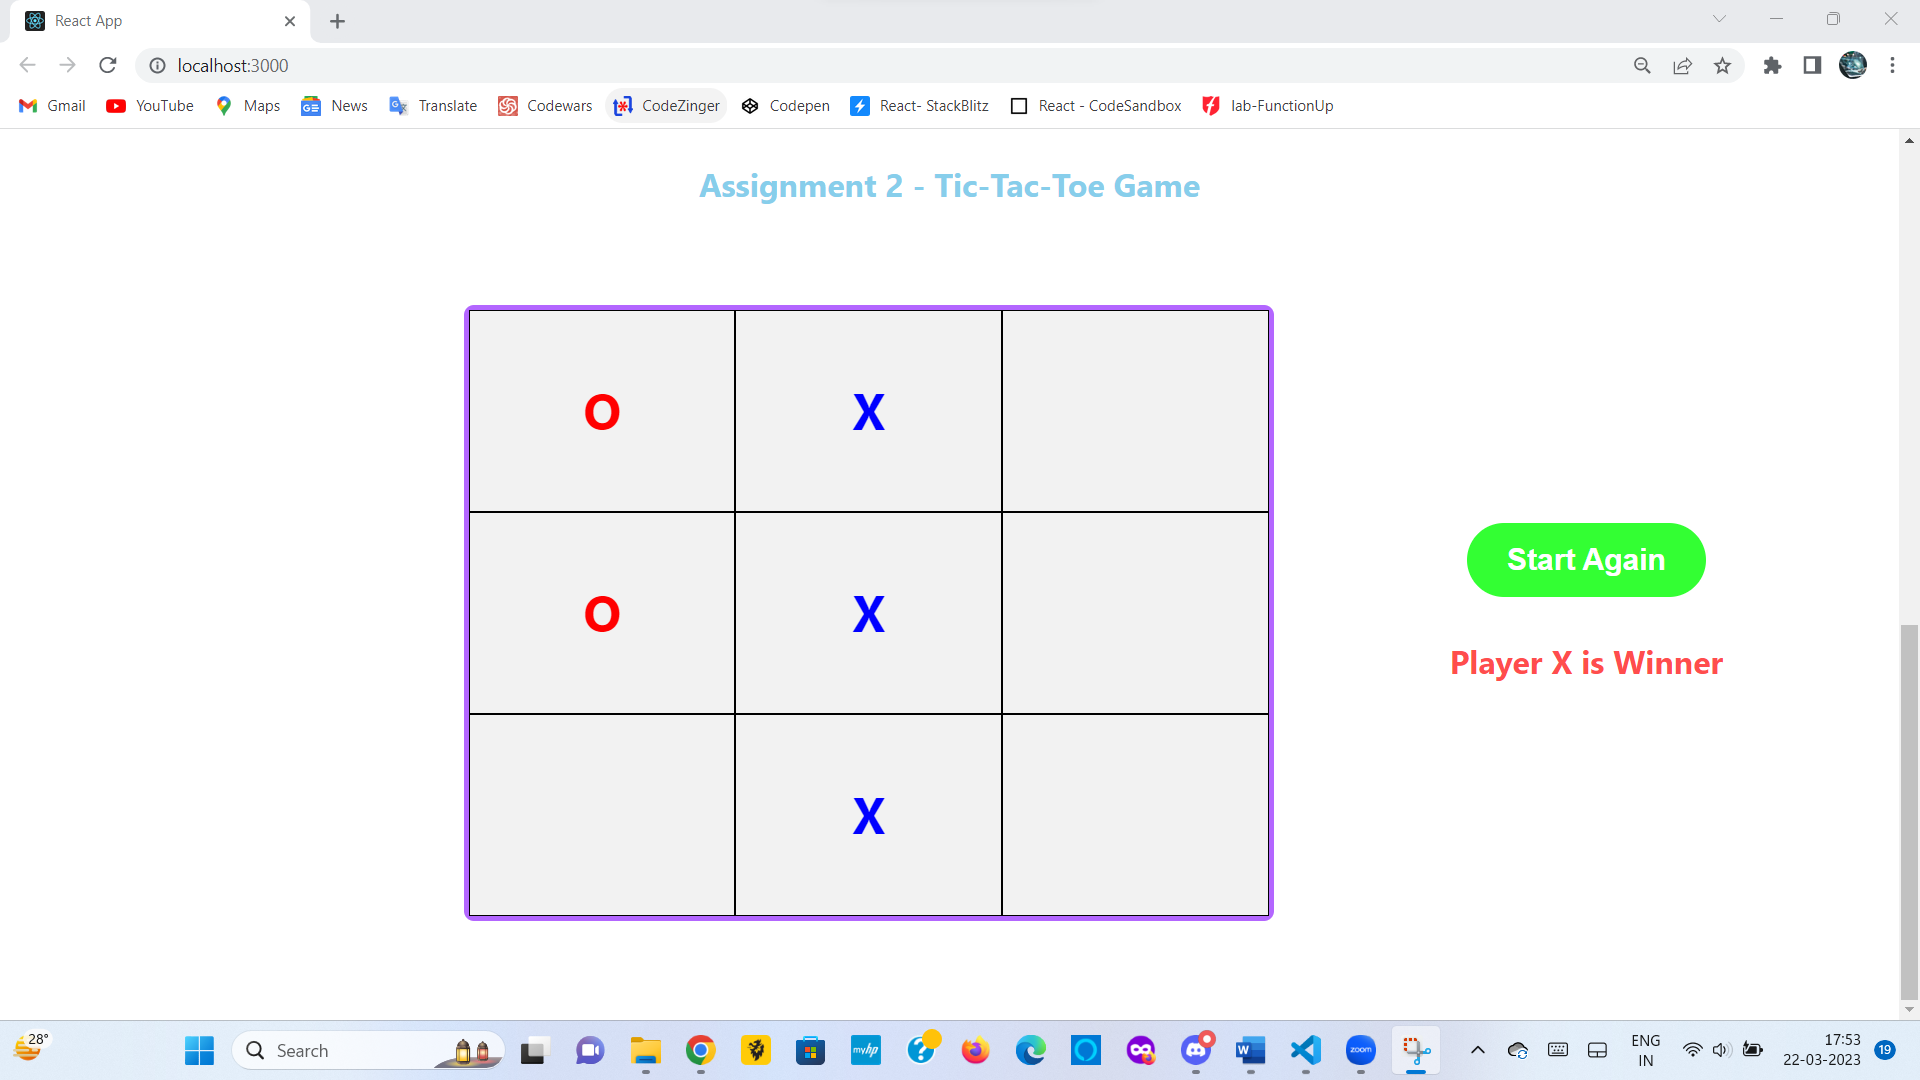 React App
localhost:3000
Gmail YouTube Maps News Translate Codewars CodeZinger Codepen React- StackBlitz React - CodeSandbox lab-FunctionUp
Assignment 2 - Tic-Tac-Toe Game
O X
O X
X
Start Again
Player X is Winner
28°
Search
myhp
zoom
ENG
IN
17:53
22-03-2023
19